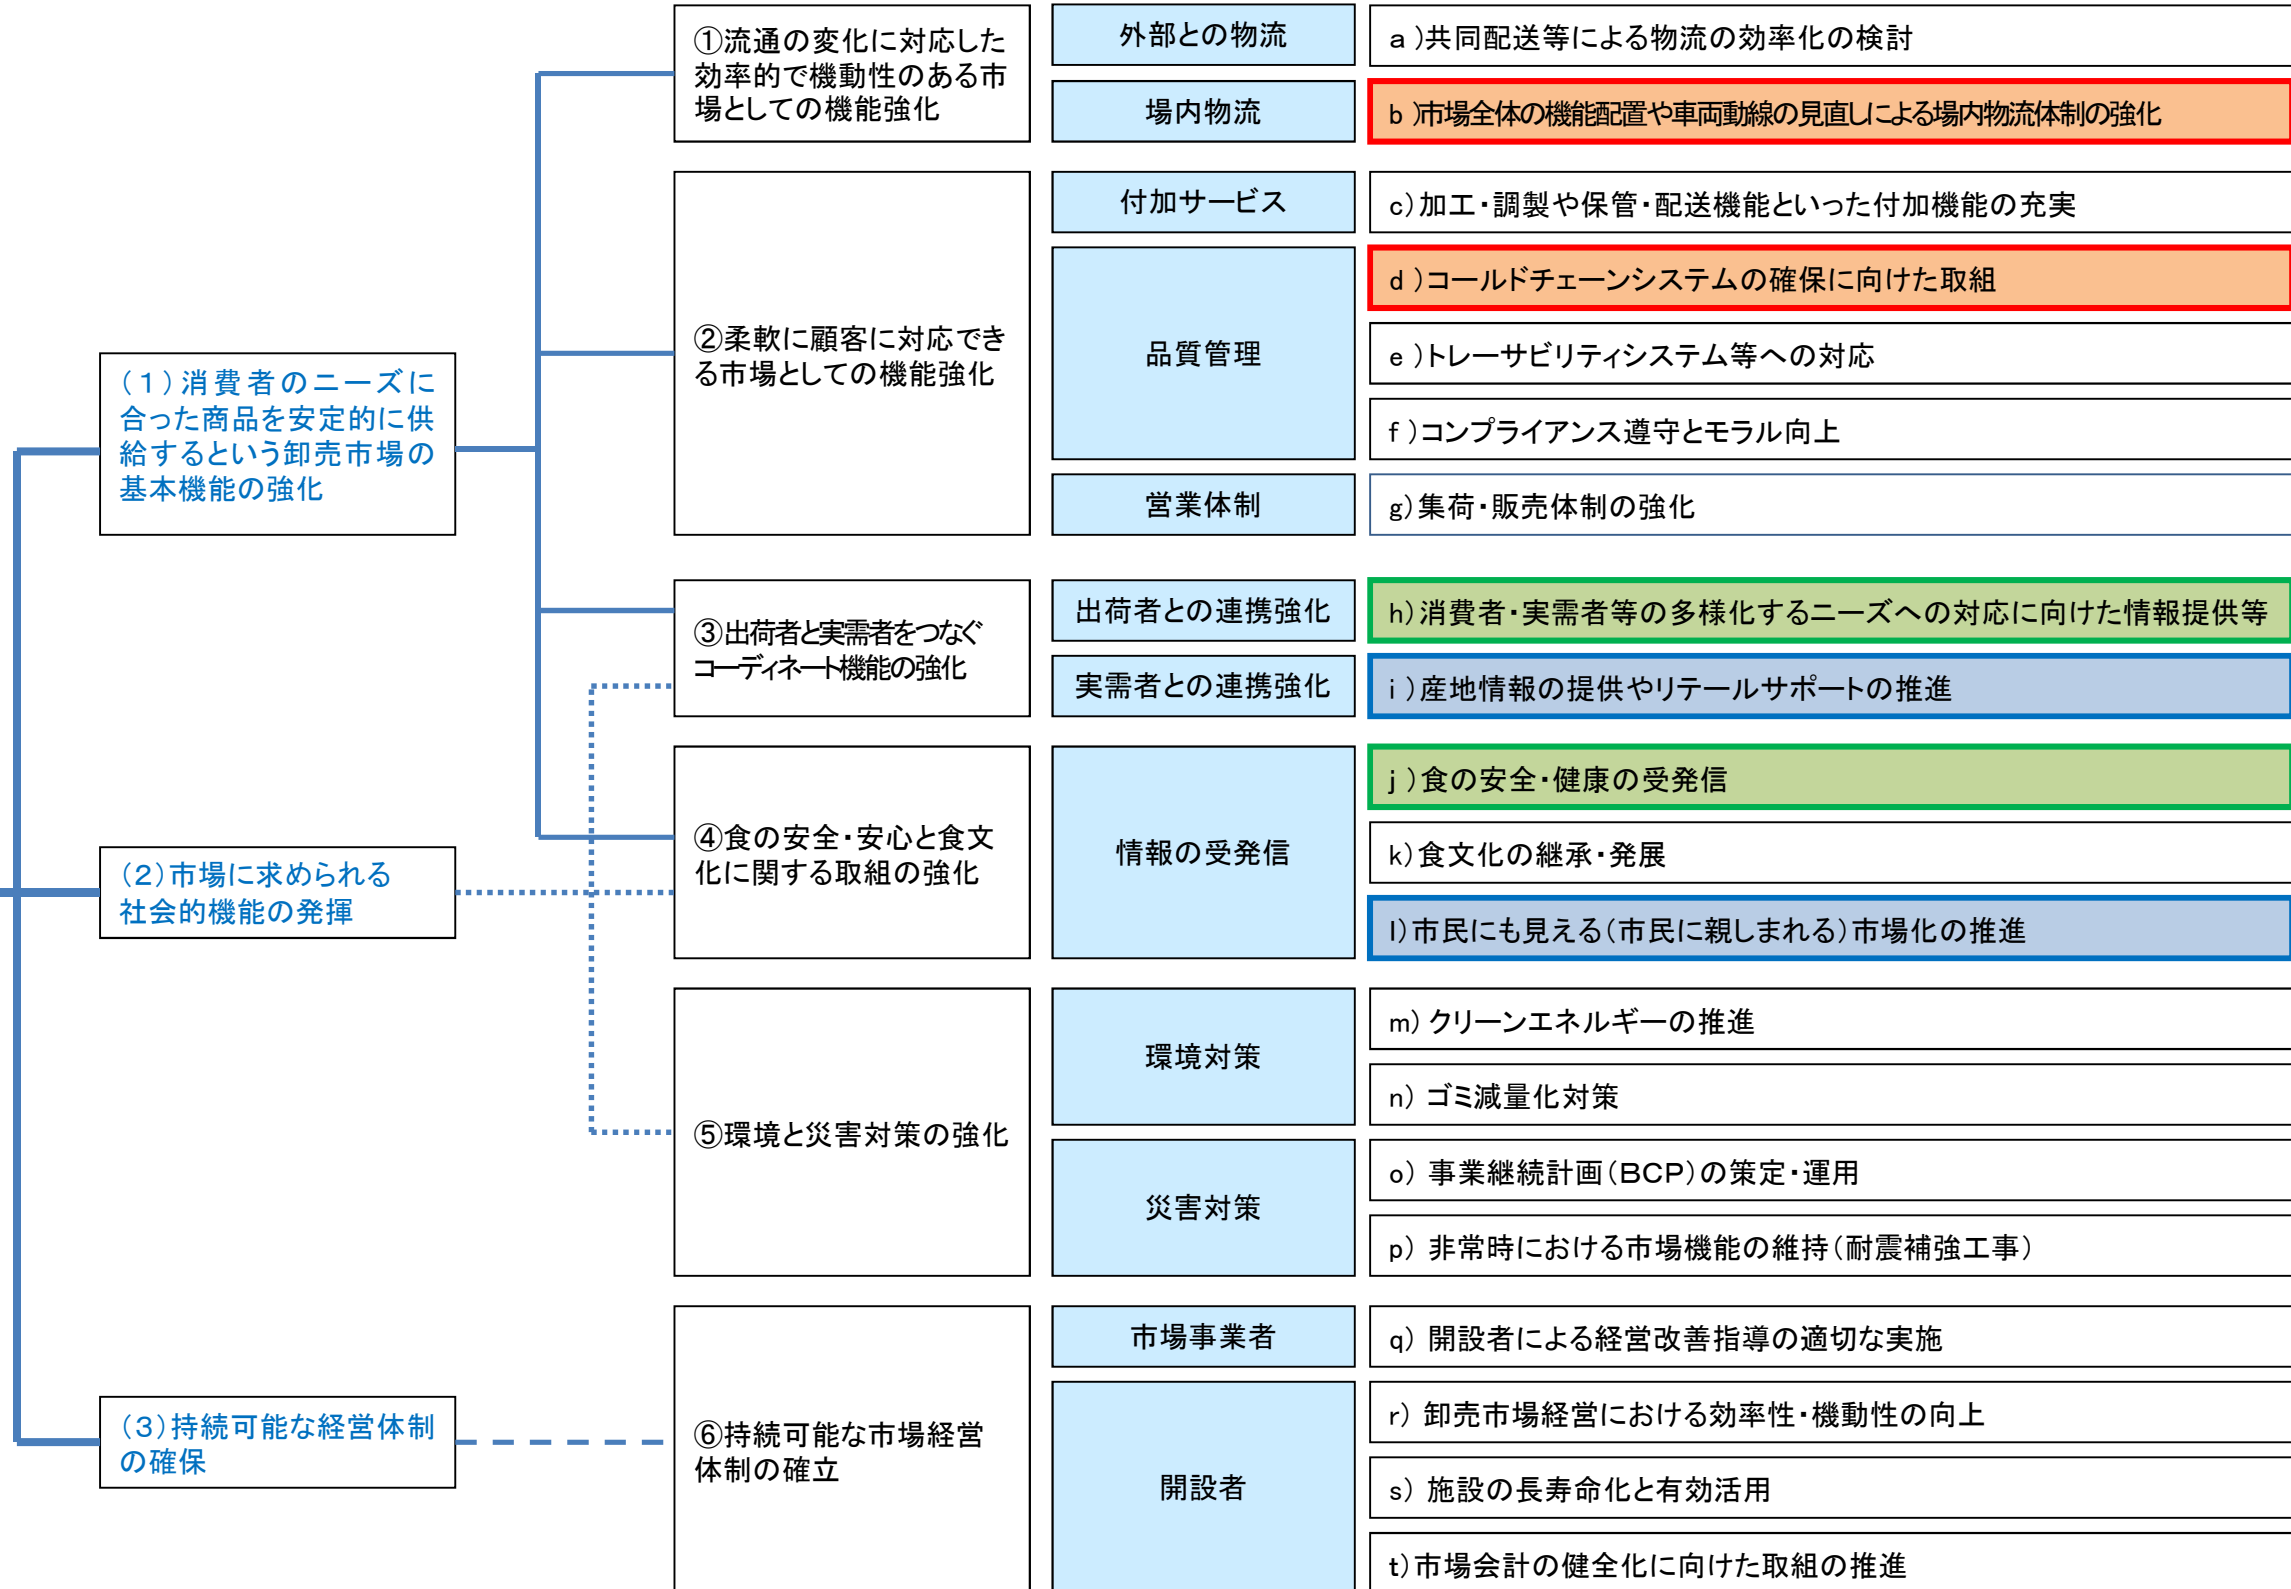 (1)消費者のニーズに
合った商品を安定的に供
給するという卸売市場の
基本機能の強化
(2)市場に求められる
社会的機能の発揮
(3)持続可能な経営体制
の確保
①流通の変化に対応した
効率的で機動性のある市
場としての機能強化
外部との物流
a)共同配送等による物流の効率化の検討
場内物流
b)市場全体の機能配置や車両動線の見直しによる場内物流体制の強化
②柔軟に顧客に対応でき
る市場としての機能強化
付加サービス
c)加工・調製や保管・配送機能といった付加機能の充実
品質管理
d)コールドチェーンシステムの確保に向けた取組
e)トレーサビリティシステム等への対応
f)コンプライアンス遵守とモラル向上
営業体制
g)集荷・販売体制の強化
③出荷者と実需者をつなぐ
コーディネート機能の強化
出荷者との連携強化
h)消費者・実需者等の多様化するニーズへの対応に向けた情報提供等
実需者との連携強化
i)産地情報の提供やリテールサポートの推進
④食の安全・安心と食文
化に関する取組の強化
情報の受発信
j)食の安全・健康の受発信
k)食文化の継承・発展
l)市民にも見える(市民に親しまれる)市場化の推進
⑤環境と災害対策の強化
環境対策
m)クリーンエネルギーの推進
n)ゴミ減量化対策
災害対策
o)事業継続計画(BCP)の策定・運用
p)非常時における市場機能の維持(耐震補強工事)
⑥持続可能な市場経営
体制の確立
市場事業者
q)開設者による経営改善指導の適切な実施
開設者
r)卸売市場経営における効率性・機動性の向上
s)施設の長寿命化と有効活用
t)市場会計の健全化に向けた取組の推進